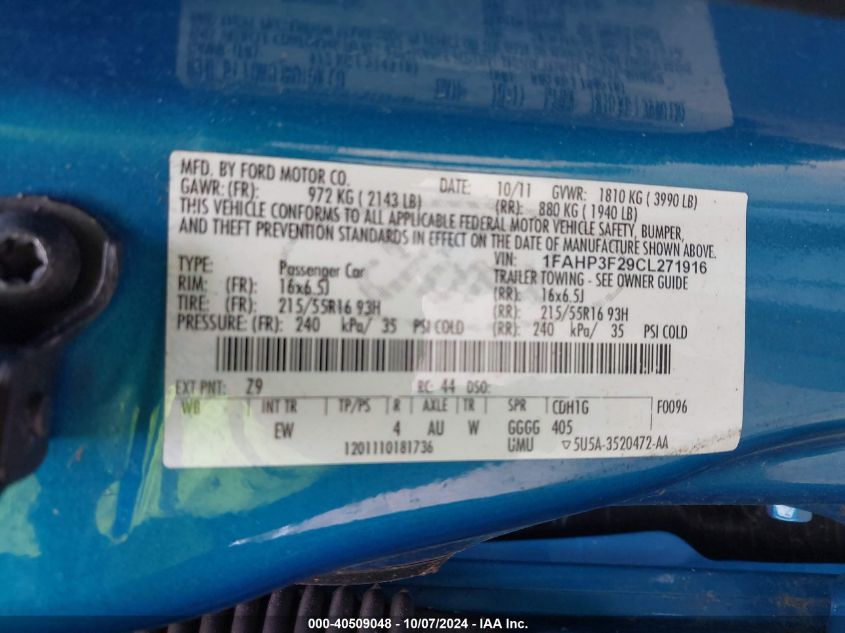 MFD. BY FORD MOTOR CO. DATE: 10/11 GVWR: 1810 KG ( 3990 LB)
GAWR: (FR): 972 KG ( 2143 LB) (RR): 880 KG ( 1940 LB)
THIS VEHICLE CONFORMS TO ALL APPLICABLE FEDERAL MOTOR VEHICLE SAFETY, BUMPER,
AND THEFT PREVENTION STANDARDS IN EFFECT ON THE DATE OF MANUFACTURE SHOWN ABOVE.
VIN: 1FAHP3F29CL271916
TYPE: Passenger Car TRAILER TOWING - SEE OWNER GUIDE
RIM: (FR): 16x6.5J (RR): 16x6.5J
TIRE: (FR): 215/55R16 93H (RR): 215/55R16 93H
PRESSURE: (FR): 240 kPa/ 35 PSI COLD (RR): 240 kPa/ 35 PSI COLD
EXT PNT: Z9 RC: 44 DSO:
WB INT TR TP/PS R AXLE TR SPR CDH1G F0096
EW 4 AU W GGGG 405
1201110181736 UMU ▽5U5A-3520472-AA
000-40509048 - 10/07/2024 - IAA Inc.